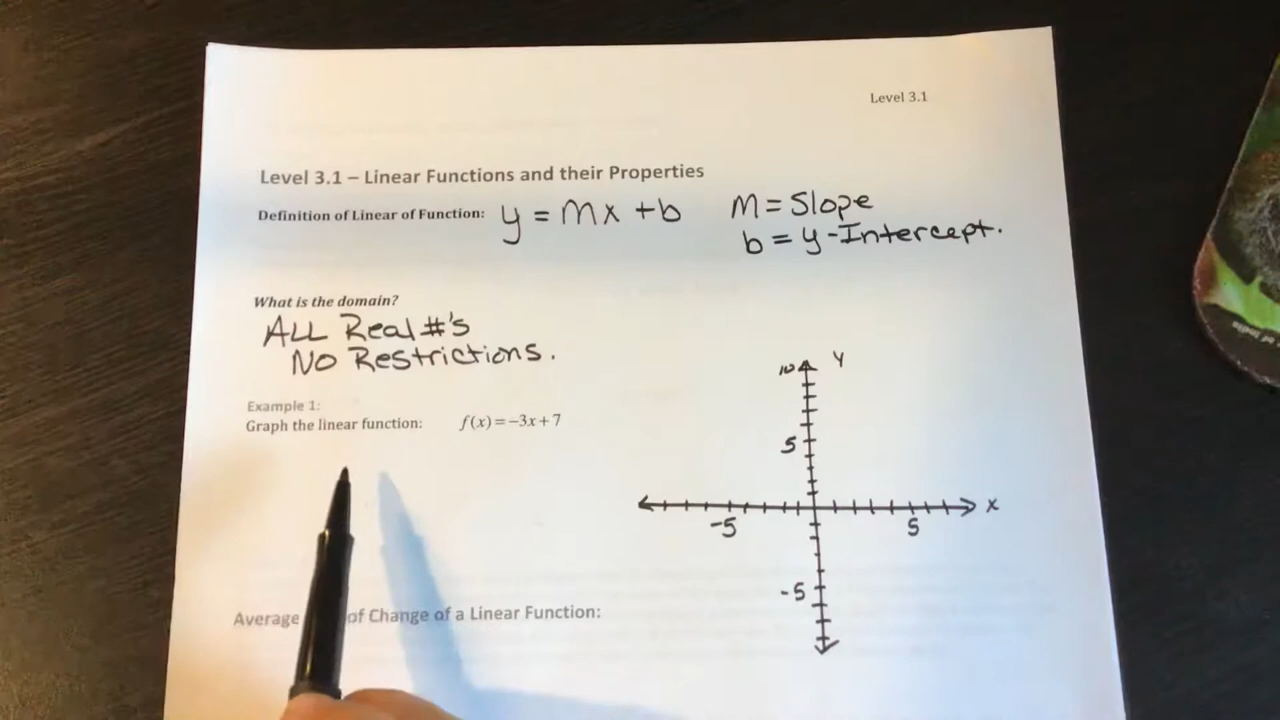 Level 3.1
Level 3.1 – Linear Functions and their Properties
Definition of Linear of Function: y = mx + b
M = Slope
b = y-Intercept.
What is the domain?
ALL Real #'s
NO Restrictions.
Example 1:
Graph the linear function: f(x)=−3x+7
10 Y
5
X
-5 5
-5
Average of Change of a Linear Function: